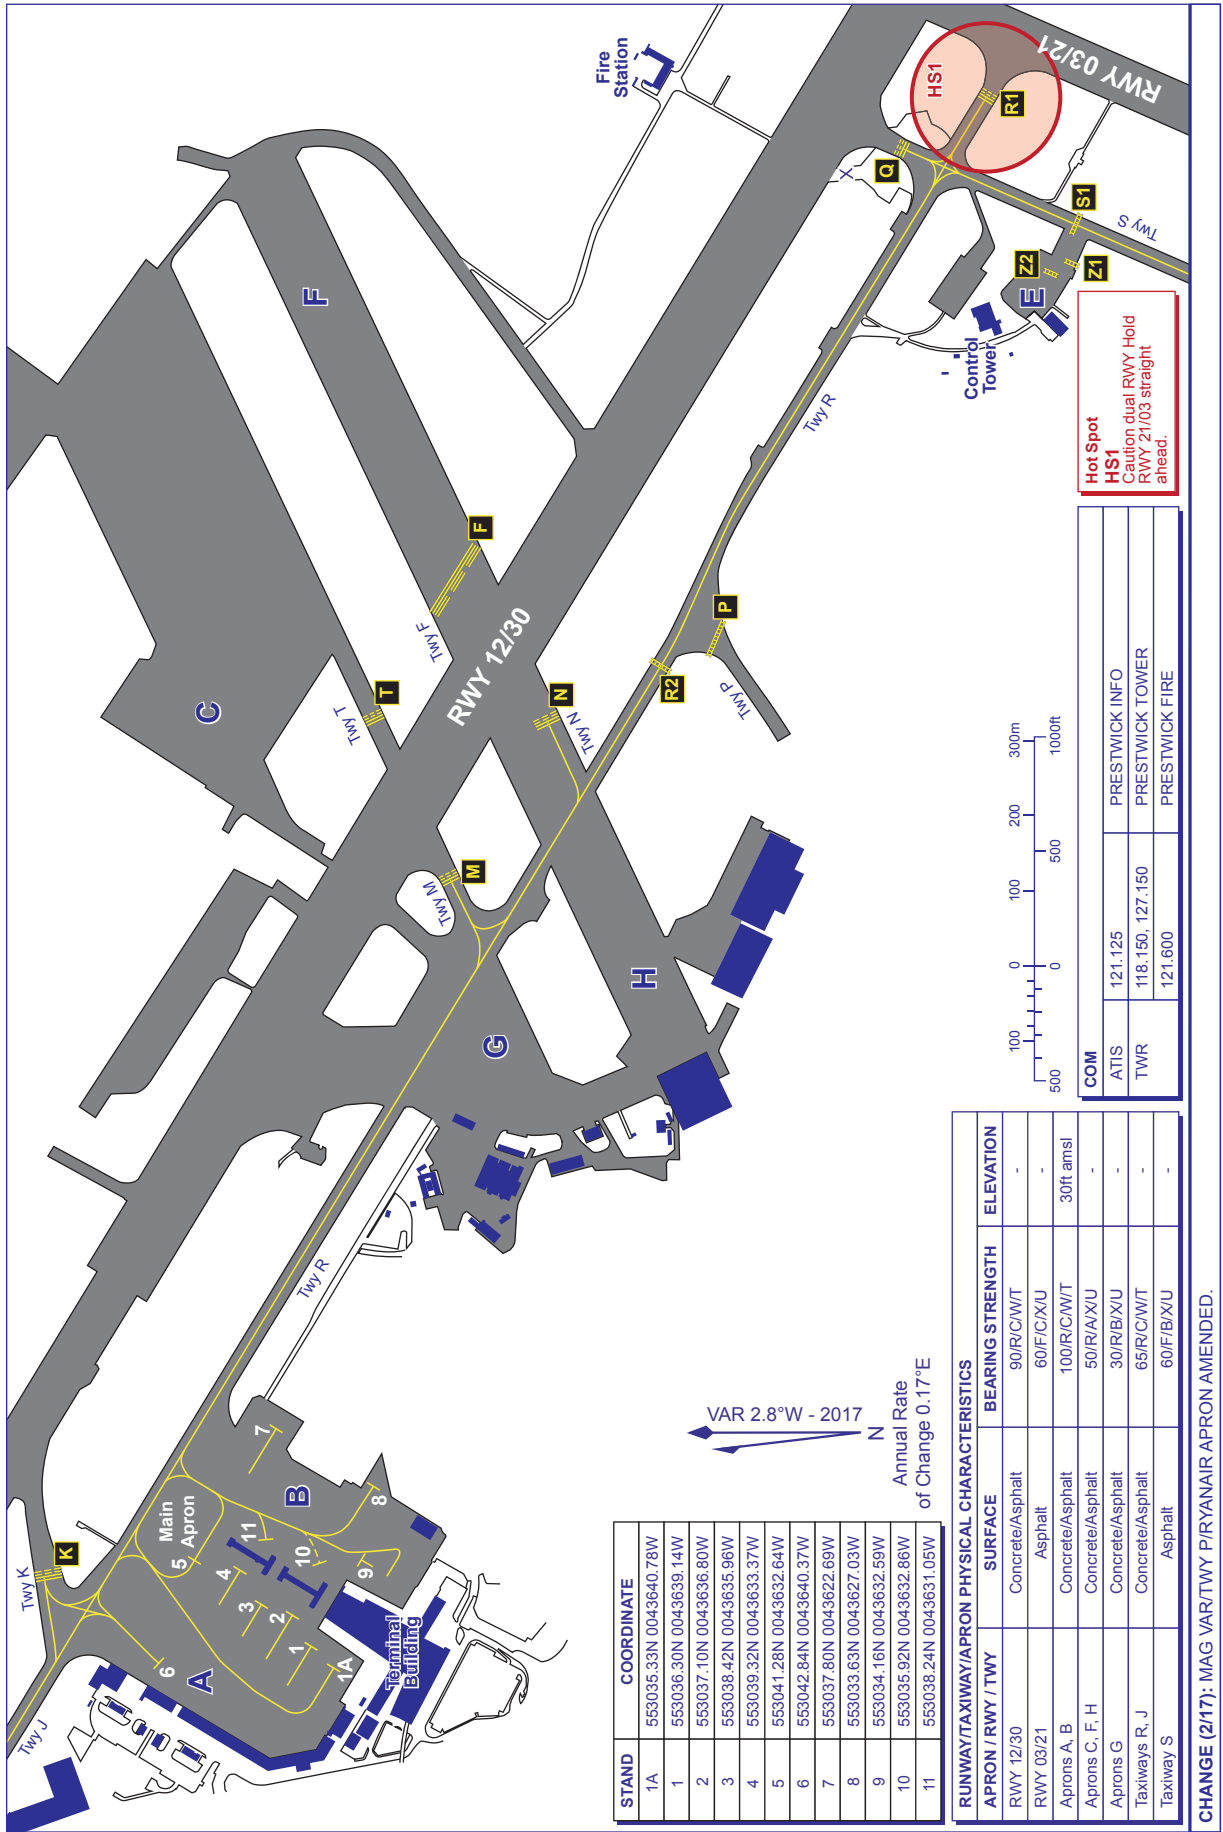 Fire
Station
RWY 03/21
HS1
R1
Q
X
S1
Twy S
Z2
Z1
E
Control
Tower
F
Twy R
Hot Spot
HS1
Caution dual RWY Hold
RWY 21/03 straight
ahead.
F
Twy F
RWY 12/30
C
T
Twy T
N
Twy N
P
Twy P
R2
M
Twy M
H
G
Twy R
7
B
8
Main
Apron
11
10
9
5
4
3
2
1
1A
6
A
K
Twy K
Twy J
Terminal
Building
VAR 2.8°W - 2017
N
Annual Rate
of Change 0.17°E
100 0 100 200 300m
500 0 500 1000ft
STAND COORDINATE
1A 553035.33N 0043640.78W
1 553036.30N 0043639.14W
2 553037.10N 0043636.80W
3 553038.42N 0043635.96W
4 553039.32N 0043633.37W
5 553041.28N 0043632.64W
6 553042.84N 0043640.37W
7 553037.80N 0043622.69W
8 553033.63N 0043627.03W
9 553034.16N 0043632.59W
10 553035.92N 0043632.86W
11 553038.24N 0043631.05W
RUNWAY/TAXIWAY/APRON PHYSICAL CHARACTERISTICS
APRON / RWY / TWY SURFACE BEARING STRENGTH ELEVATION
RWY 12/30 Concrete/Asphalt 90/R/C/W/T -
RWY 03/21 Asphalt 60/F/C/X/U -
Aprons A, B Concrete/Asphalt 100/R/C/W/T 30ft amsl
Aprons C, F, H Concrete/Asphalt 50/R/A/X/U -
Aprons G Concrete/Asphalt 30/R/B/X/U -
Taxiways R, J Concrete/Asphalt 65/R/C/W/T -
Taxiway S Asphalt 60/F/B/X/U -
COM
ATIS 121.125 PRESTWICK INFO
TWR 118.150, 127.150 PRESTWICK TOWER
121.600 PRESTWICK FIRE
CHANGE (2/17): MAG VAR/TWY P/RYANAIR APRON AMENDED.